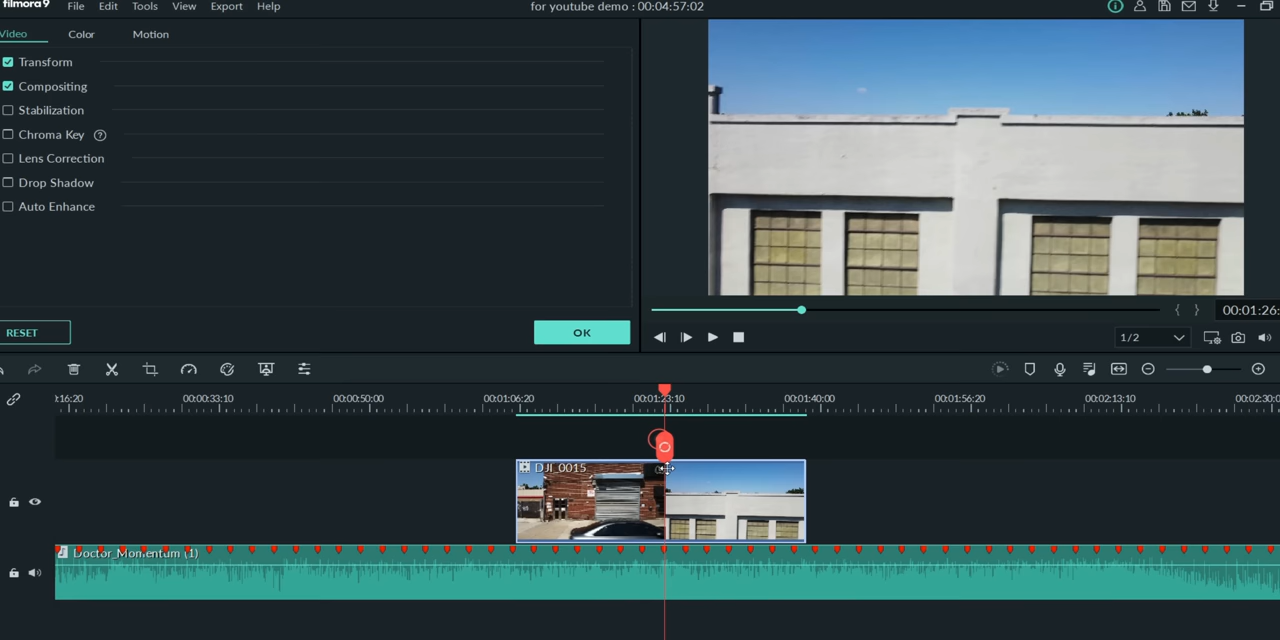 filmora9 File Edit Tools View Export Help for youtube demo : 00:04:57:02
Video Color Motion
Transform
Compositing
Stabilization
Chroma Key
Lens Correction
Drop Shadow
Auto Enhance
RESET OK
00:01:26:
1/2
:16:20 00:00:33:10 00:00:50:00 00:01:06:20 00:01:23:10 00:01:40:00 00:01:56:20 00:02:13:10 00:02:30:0
DJI_0015
Doctor_Momentum (1)